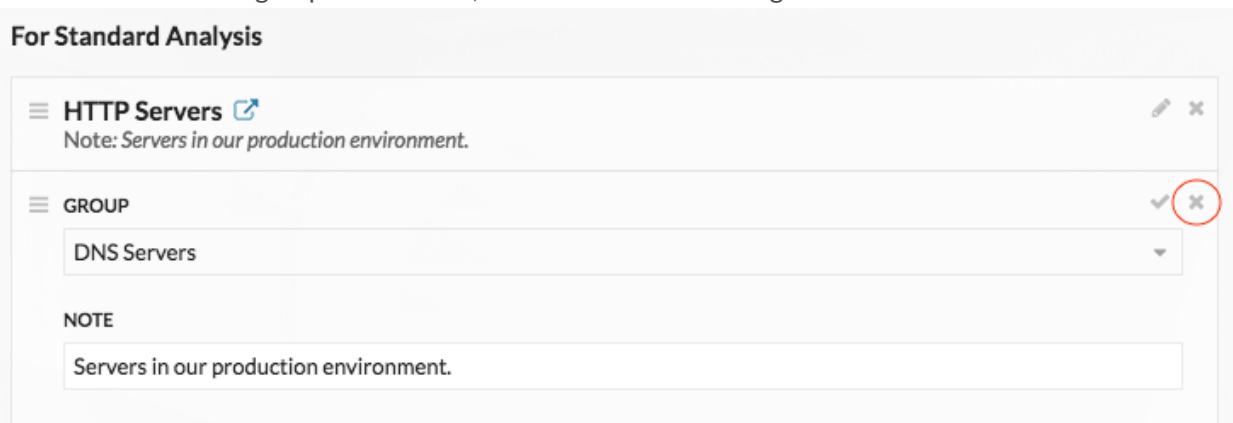 For Standard Analysis
HTTP Servers
Note: Servers in our production environment.
GROUP
DNS Servers
NOTE
Servers in our production environment.